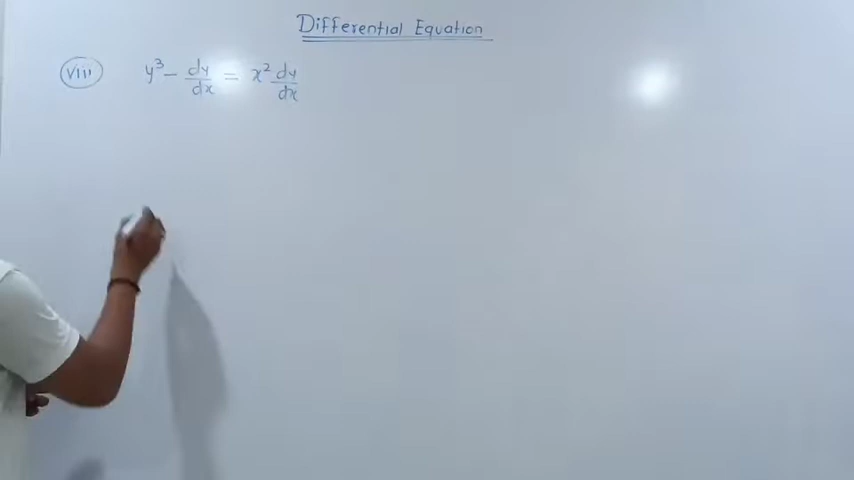 Differential Equation
viii y³ - dy/dx = x² dy/dx